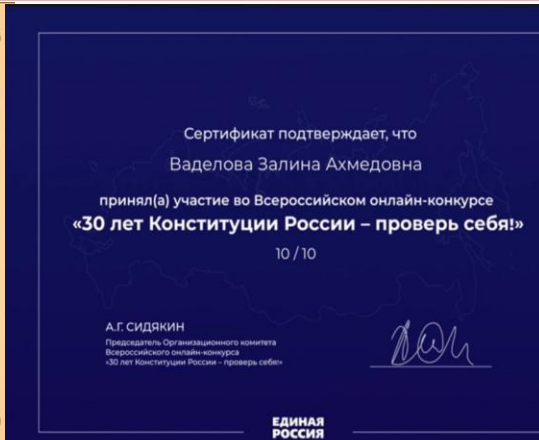 Сертификат подтверждает, что
Ваделова Залина Ахмедовна
принял(а) участие во Всероссийском онлайн-конкурсе
«30 лет Конституции России – проверь себя!»
10 / 10
А.Г. СИДЯКИН
Председатель Организационного комитета
Всероссийского онлайн-конкурса
«30 лет Конституции России – проверь себя!»
ЕДИНАЯ
РОССИЯ